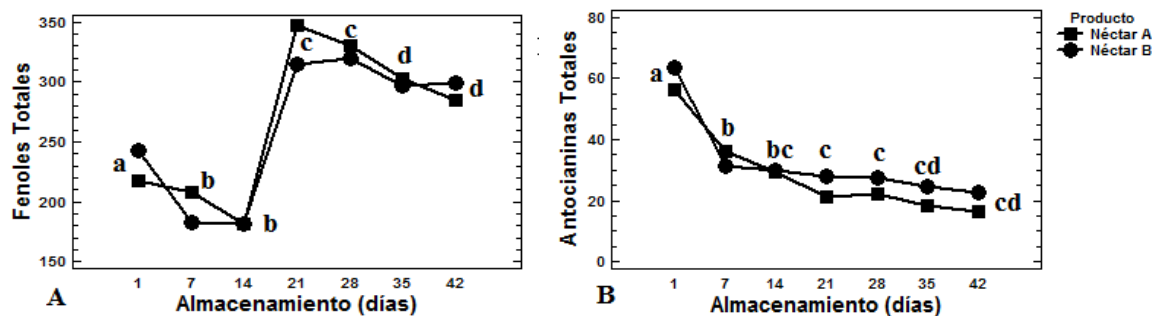 Fenoles Totales
350
300
250
200
150
a
b
b
c
c
d
d
1 7 14 21 28 35 42
Almacenamiento (días)
A
Antocianinas Totales
80
60
40
20
0
a
b
bc
c
c
cd
cd
1 7 14 21 28 35 42
Almacenamiento (días)
B
Producto
Néctar A
Néctar B